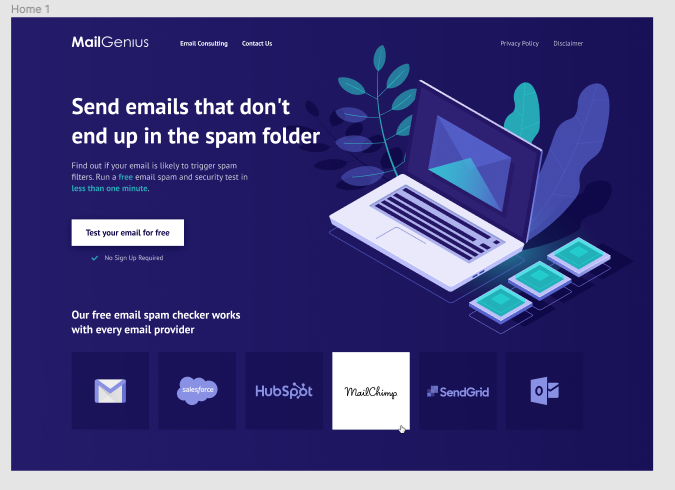 Home 1
MailGenius
Email Consulting
Contact Us
Privacy Policy
Disclaimer
Send emails that don't
end up in the spam folder
Find out if your email is likely to trigger spam
filters. Run a free email spam and security test in
less than one minute.
Test your email for free
No Sign Up Required
Our free email spam checker works
with every email provider
salesforce
HubSpot
MailChimp
SendGrid
O